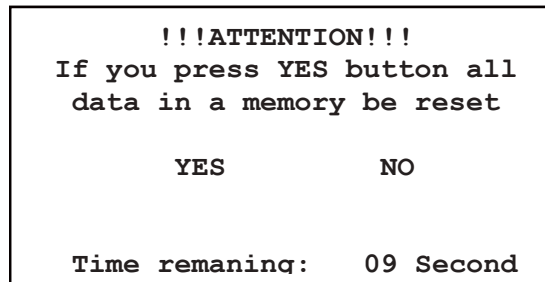 !!!ATTENTION!!!
If you press YES button all
data in a memory be reset
YES NO
Time remaning: 09 Second